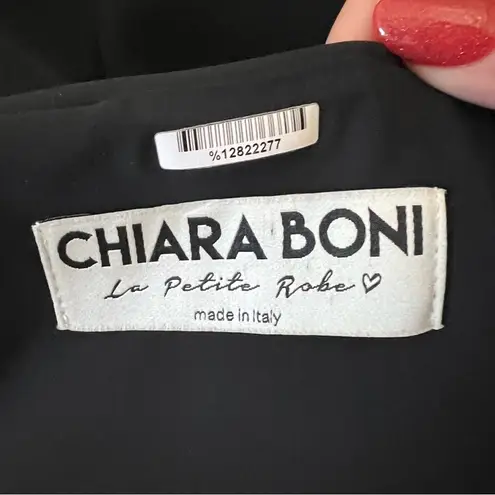 %12822277
CHIARA BONI
La Petite Robe ♡
made in Italy